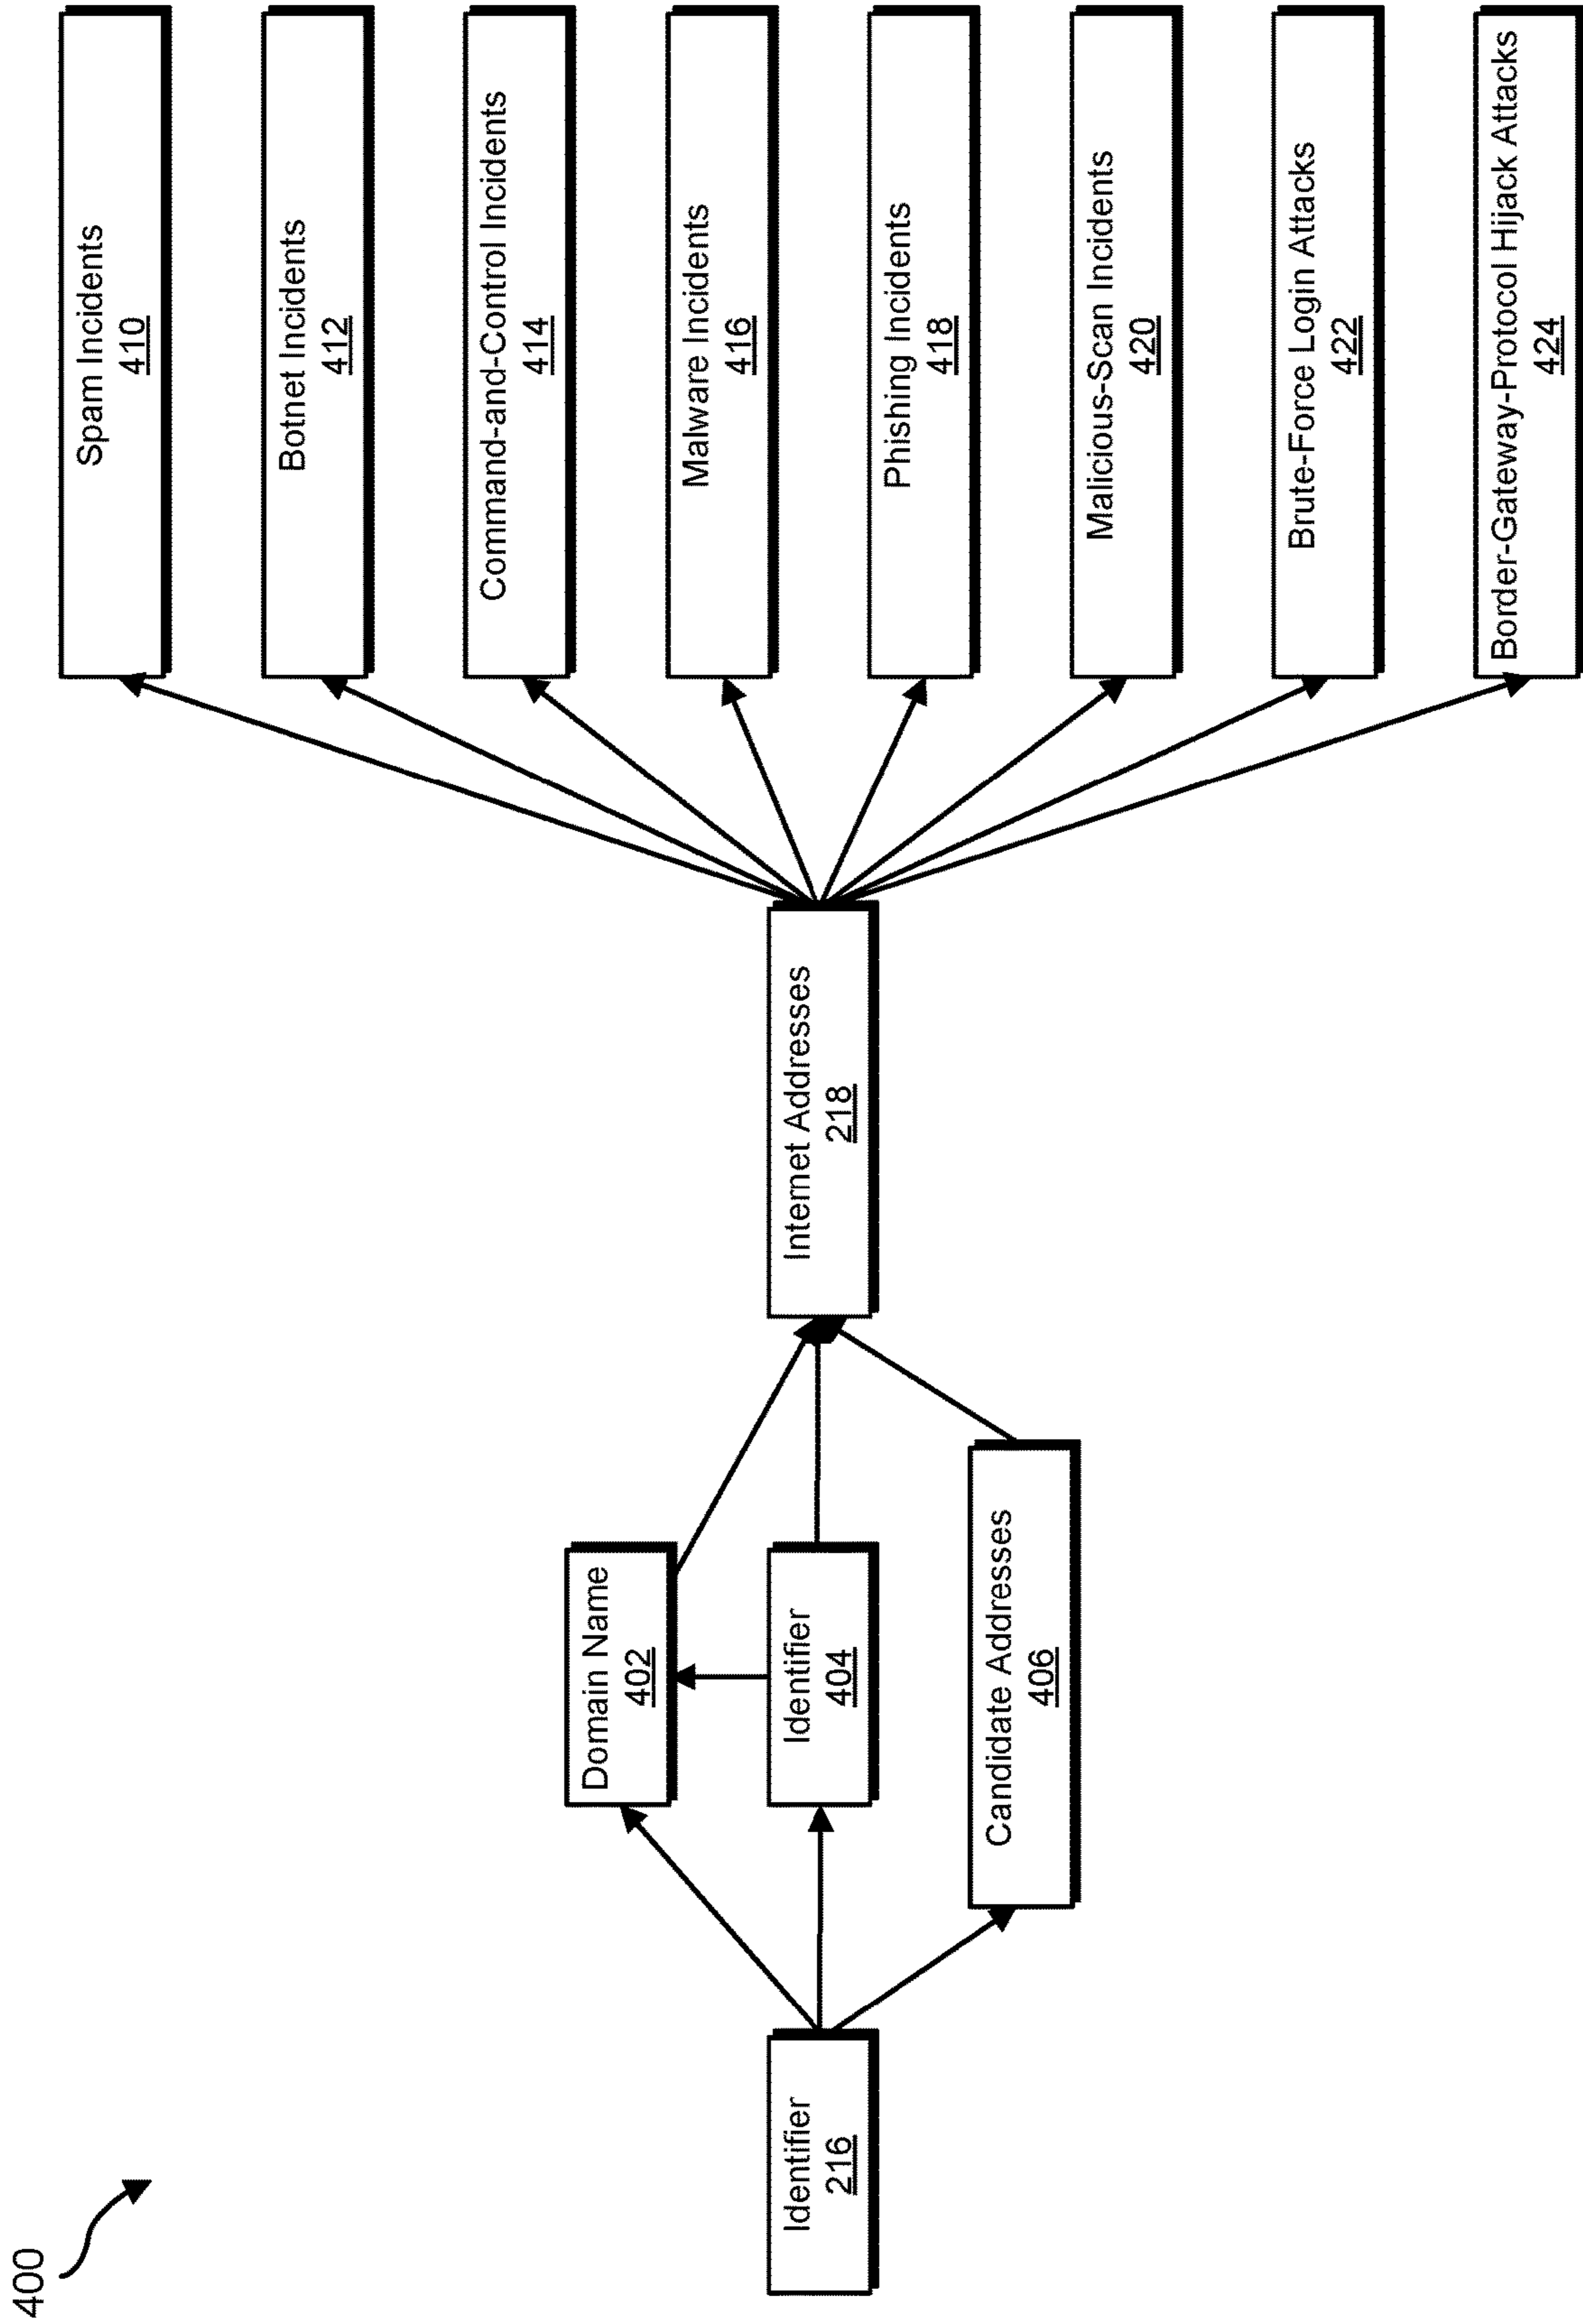 400
Identifier
216
Domain Name
402
Identifier
404
Candidate Addresses
406
Internet Addresses
218
Spam Incidents
410
Botnet Incidents
412
Command-and-Control Incidents
414
Malware Incidents
416
Phishing Incidents
418
Malicious-Scan Incidents
420
Brute-Force Login Attacks
422
Border-Gateway-Protocol Hijack Attacks
424